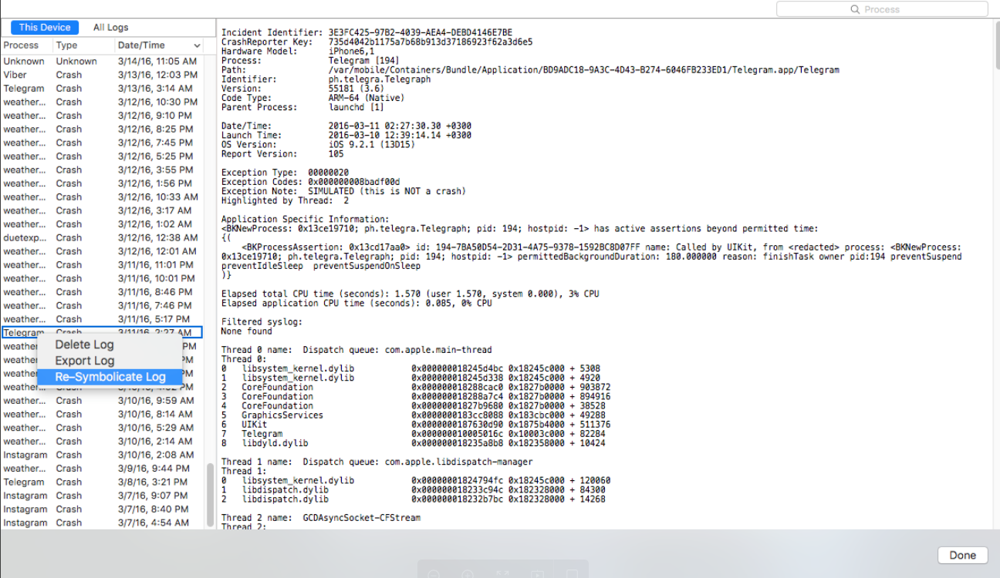 Process
This Device All Logs
Process Type Date/Time
Unknown Unknown 3/14/16, 11:05 AM
Viber Crash 3/13/16, 12:03 PM
Telegram Crash 3/13/16, 3:14 AM
weather... Crash 3/12/16, 10:30 PM
weather... Crash 3/12/16, 9:10 PM
weather... Crash 3/12/16, 8:25 PM
weather... Crash 3/12/16, 7:45 PM
weather... Crash 3/12/16, 5:25 PM
weather... Crash 3/12/16, 3:55 PM
weather... Crash 3/12/16, 1:56 PM
weather... Crash 3/12/16, 10:33 AM
weather... Crash 3/12/16, 3:17 AM
weather... Crash 3/12/16, 1:02 AM
duetexp... Crash 3/12/16, 12:38 AM
weather... Crash 3/12/16, 12:01 AM
weather... Crash 3/11/16, 11:01 PM
weather... Crash 3/11/16, 10:01 PM
weather... Crash 3/11/16, 8:46 PM
weather... Crash 3/11/16, 7:46 PM
weather... Crash 3/11/16, 5:17 PM
Telegram Crash 3/11/16, 2:27 AM
weather PM
weather PM
weather PM
weather PM
Delete Log
Export Log
Re-Symbolicate Log
weather... Crash 3/10/16, 9:59 AM
weather... Crash 3/10/16, 8:14 AM
weather... Crash 3/10/16, 5:29 AM
weather... Crash 3/10/16, 2:14 AM
Instagram Crash 3/10/16, 2:08 AM
weather... Crash 3/9/16, 9:44 PM
Telegram Crash 3/8/16, 3:21 PM
Instagram Crash 3/7/16, 9:07 PM
Instagram Crash 3/7/16, 8:40 PM
Instagram Crash 3/7/16, 4:54 AM
Incident Identifier: 3E3FC425-97B2-4039-AEA4-DEBD4146E7BE
CrashReporter Key: 735d4042b1175a7b68b913d37186923f62a3d6e5
Hardware Model: iPhone6,1
Process: Telegram [194]
Path: /var/mobile/Containers/Bundle/Application/BD9ADC18-9A3C-4D43-B274-6046FB233ED1/Telegram.app/Telegram
Identifier: ph.telegra.Telegraph
Version: 55181 (3.6)
Code Type: ARM-64 (Native)
Parent Process: launchd [1]
Date/Time: 2016-03-11 02:27:30.30 +0300
Launch Time: 2016-03-10 12:39:14.14 +0300
OS Version: iOS 9.2.1 (13D15)
Report Version: 105
Exception Type: 00000020
Exception Codes: 0x000000008badf00d
Exception Note: SIMULATED (this is NOT a crash)
Highlighted by Thread: 2
Application Specific Information:
<BKNewProcess: 0x13ce19710; ph.telegra.Telegraph; pid: 194; hostpid: -1> has active assertions beyond permitted time:
{(
<BKProcessAssertion: 0x13cd17aa0> id: 194-7BA50D54-2D31-4A75-9378-1592BC8D07FF name: Called by UIKit, from <redacted> process: <BKNewProcess:
0x13ce19710; ph.telegra.Telegraph; pid: 194; hostpid: -1> permittedBackgroundDuration: 180.000000 reason: finishTask owner pid:194 preventSuspend
preventIdleSleep preventSuspendOnSleep
)}
Elapsed total CPU time (seconds): 1.570 (user 1.570, system 0.000), 3% CPU
Elapsed application CPU time (seconds): 0.085, 0% CPU
Filtered syslog:
None found
Thread 0 name: Dispatch queue: com.apple.main-thread
Thread 0:
0 libsystem_kernel.dylib 0x000000018245d4bc 0x18245c000 + 5308
1 libsystem_kernel.dylib 0x000000018245d338 0x18245c000 + 4920
2 CoreFoundation 0x000000018288cac0 0x1827b0000 + 903872
3 CoreFoundation 0x000000018288a7c4 0x1827b0000 + 894916
4 CoreFoundation 0x00000001827b9680 0x1827b0000 + 38528
5 GraphicsServices 0x0000000183cc8088 0x183cbc000 + 49288
6 UIKit 0x0000000187630d90 0x1875b4000 + 511376
7 Telegram 0x000000010005016c 0x10003c000 + 82284
8 libdyld.dylib 0x000000018235a8b8 0x182358000 + 10424
Thread 1 name: Dispatch queue: com.apple.libdispatch-manager
Thread 1:
0 libsystem_kernel.dylib 0x00000001824794fc 0x18245c000 + 120060
1 libdispatch.dylib 0x000000018233c94c 0x182328000 + 84300
2 libdispatch.dylib 0x000000018232b7bc 0x182328000 + 14268
Thread 2 name: GCDAsyncSocket-CFStream
Thread 2:
Done